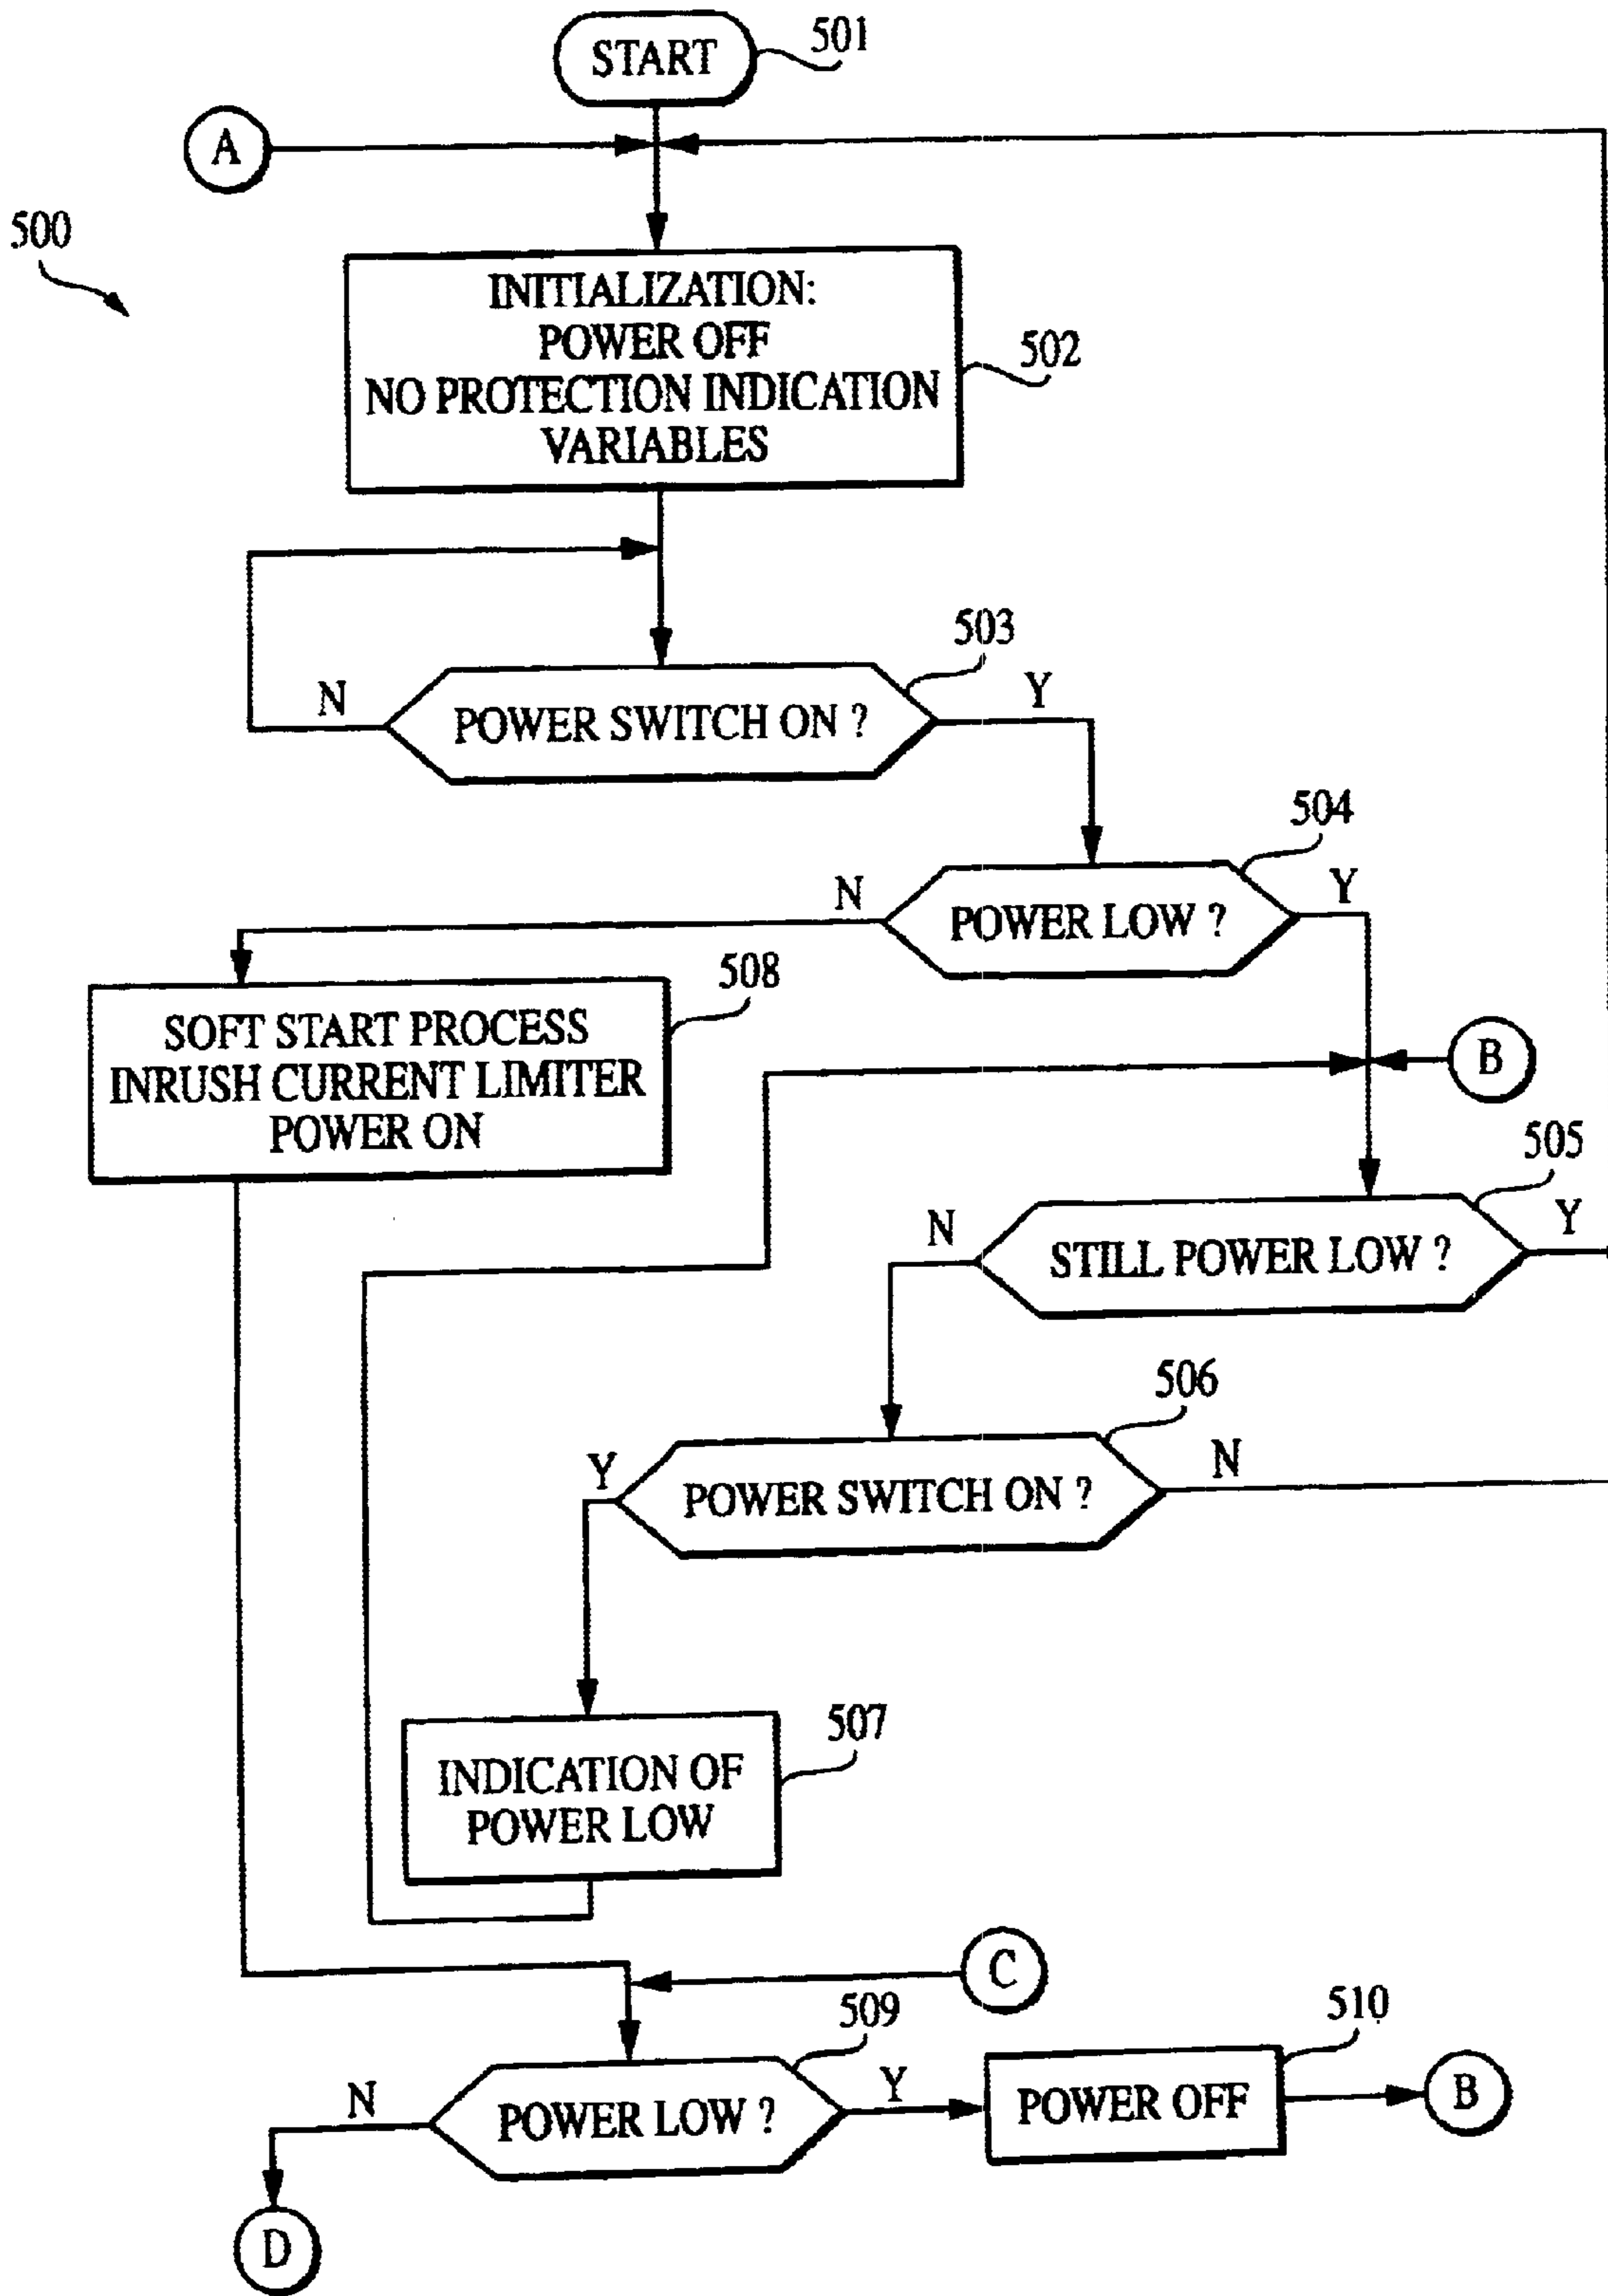 START
501
A
500
INITIALIZATION:
POWER OFF
NO PROTECTION INDICATION
VARIABLES
502
503
N
POWER SWITCH ON ?
Y
504
N
POWER LOW ?
Y
508
SOFT START PROCESS
INRUSH CURRENT LIMITER
POWER ON
B
505
N
STILL POWER LOW ?
Y
506
Y
POWER SWITCH ON ?
N
507
INDICATION OF
POWER LOW
C
509
510
N
POWER LOW ?
Y
POWER OFF
B
D